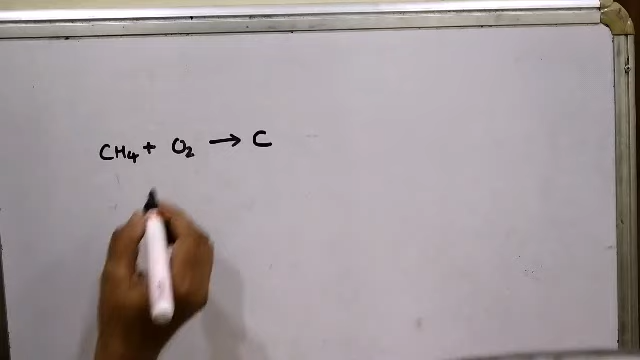 CH₄ + O₂ → C